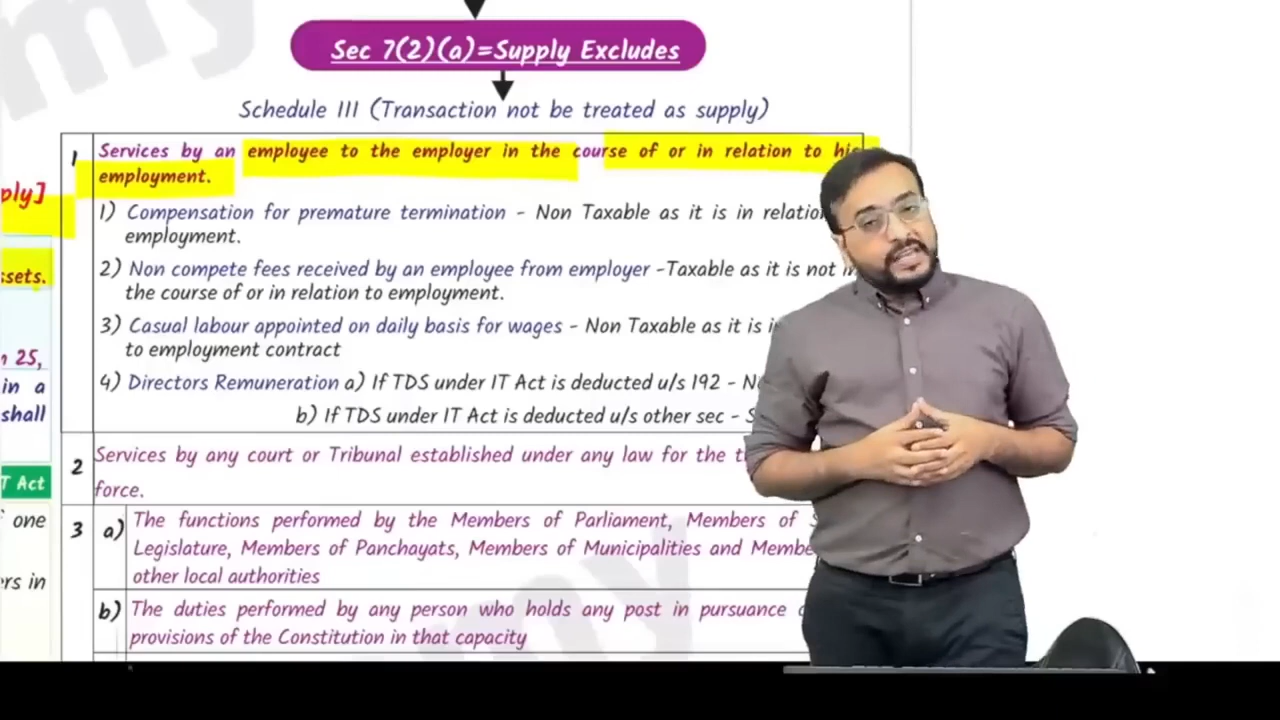 Sec 7(2)(a)=Supply Excludes
Schedule III (Transaction not be treated as supply)
1 Services by an employee to the employer in the course of or in relation to his
employment.
1) Compensation for premature termination - Non Taxable as it is in
employment.
2) Non compete fees received by an employee from employer -Taxable as it is not in
the course of or in relation to employment.
3) Casual labour appointed on daily basis for wages - Non Taxable as it is
to employment contract
4) Directors Remuneration a) If TDS under IT Act is deducted u/s 192 -
b) If TDS under IT Act is deducted u/s other sec -
2 Services by any court or Tribunal established under any law for the
force.
3 a) The functions performed by the Members of Parliament, Members of
Legislature, Members of Panchayats, Members of Municipalities and
other local authorities
b) The duties performed by any person who holds any post in pursuance
provisions of the Constitution in that capacity
ply]
ssets.
25,
in a
shall
T Act
one
ers in
my
my